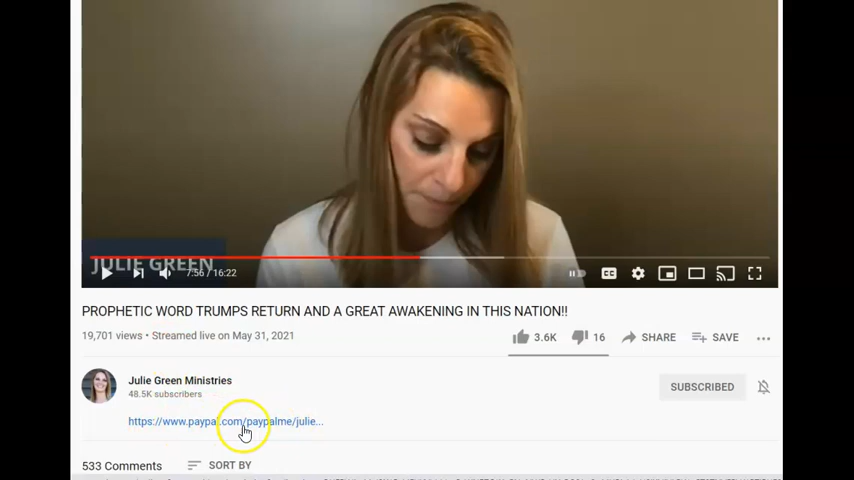 JULIE GREEN
7:56 / 16:22
CC
PROPHETIC WORD TRUMPS RETURN AND A GREAT AWAKENING IN THIS NATION!!
19,701 views • Streamed live on May 31, 2021
3.6K 16 SHARE SAVE
Julie Green Ministries
48.5K subscribers
SUBSCRIBED
https://www.paypal.com/paypalme/julie...
533 Comments SORT BY